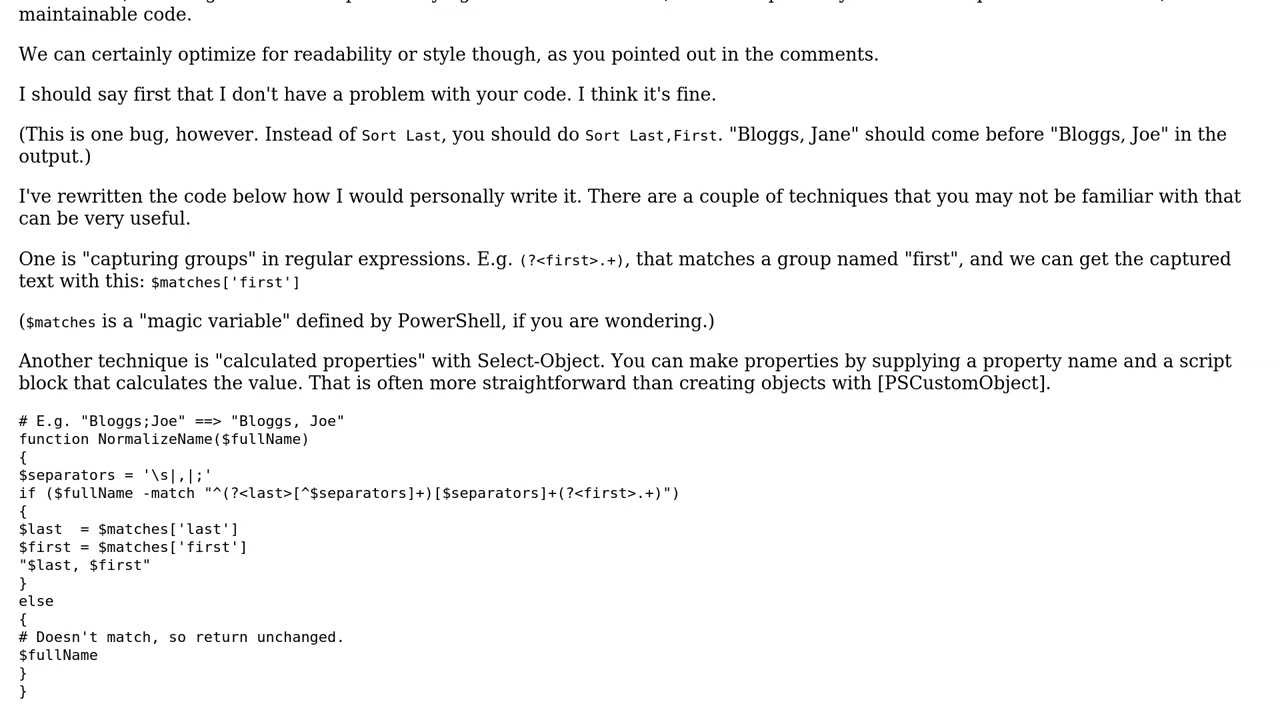 maintainable code.
We can certainly optimize for readability or style though, as you pointed out in the comments.
I should say first that I don't have a problem with your code. I think it's fine.
(This is one bug, however. Instead of Sort Last, you should do Sort Last,First. "Bloggs, Jane" should come before "Bloggs, Joe" in the
output.)
I've rewritten the code below how I would personally write it. There are a couple of techniques that you may not be familiar with that
can be very useful.
One is "capturing groups" in regular expressions. E.g. (?<first>.+), that matches a group named "first", and we can get the captured
text with this: $matches['first']
($matches is a "magic variable" defined by PowerShell, if you are wondering.)
Another technique is "calculated properties" with Select-Object. You can make properties by supplying a property name and a script
block that calculates the value. That is often more straightforward than creating objects with [PSCustomObject].
# E.g. "Bloggs;Joe" ==> "Bloggs, Joe"
function NormalizeName($fullName)
{
$separators = '\s|,|;'
if ($fullName -match "^(?<last>[^$separators]+)[$separators]+(?<first>.+)")
{
$last  = $matches['last']
$first = $matches['first']
"$last, $first"
}
else
{
# Doesn't match, so return unchanged.
$fullName
}
}